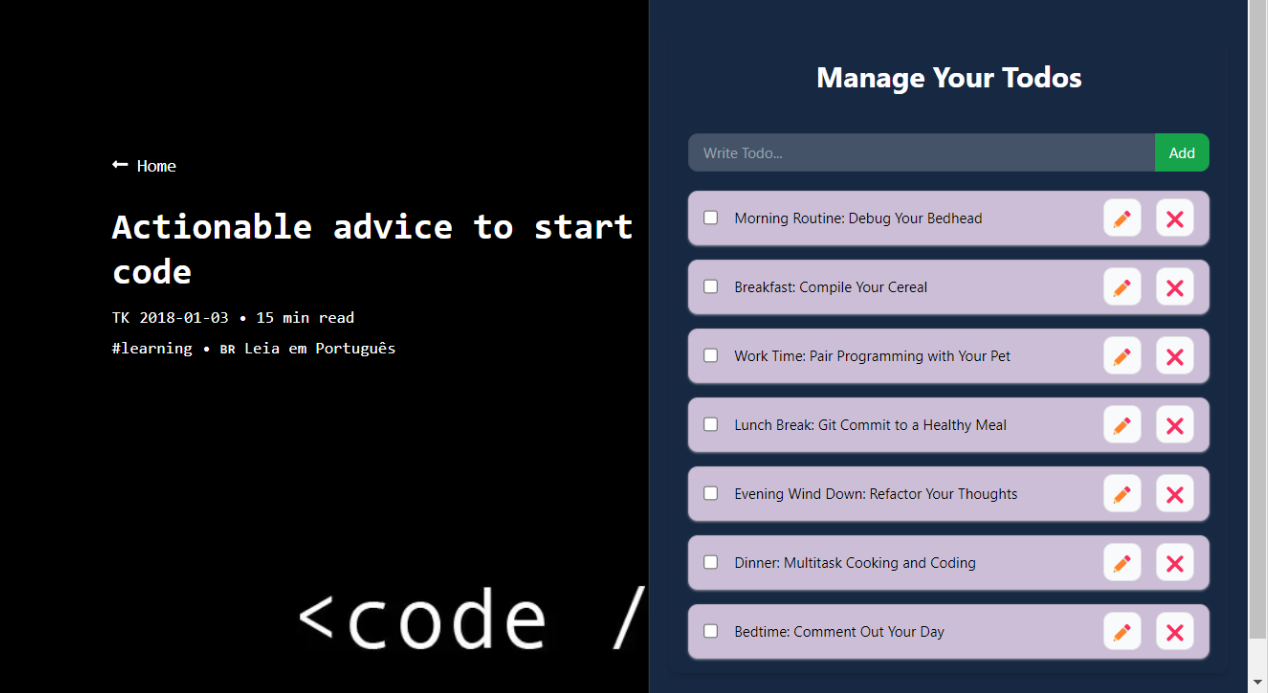 Home
Actionable advice to start
code
TK 2018-01-03 • 15 min read
#learning • BR Leia em Português
<code /
Manage Your Todos
Write Todo...
Add
Morning Routine: Debug Your Bedhead
Breakfast: Compile Your Cereal
Work Time: Pair Programming with Your Pet
Lunch Break: Git Commit to a Healthy Meal
Evening Wind Down: Refactor Your Thoughts
Dinner: Multitask Cooking and Coding
Bedtime: Comment Out Your Day